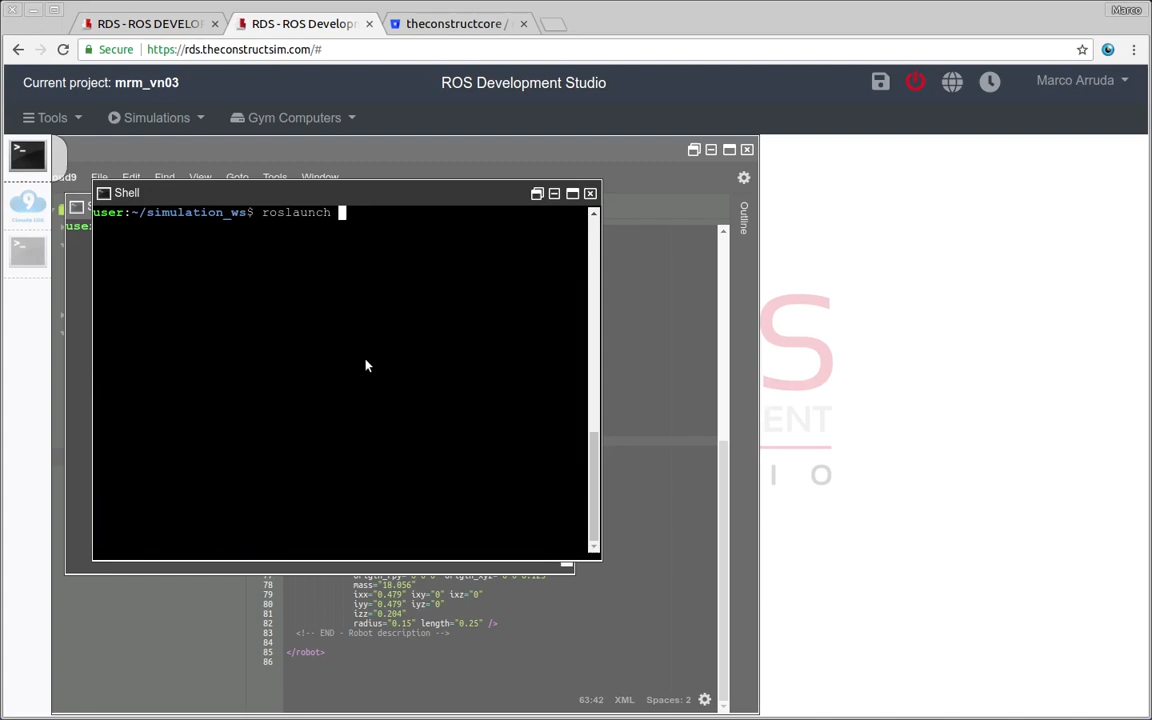 Marco
RDS - ROS DEVELOP
RDS - ROS Develop
theconstructcore /
Secure
https://rds.theconstructsim.com/#
Current project: mrm_vn03
ROS Development Studio
Marco Arruda
Tools
Simulations
Gym Computers
File Edit Find View Goto Tools Window
Shell
user:~/simulation_ws$ roslaunch
user
Outline
S
ENT
I O
78 mass="18.056"
79 ixx="0.479" ixy="0" ixz="0"
80 iyy="0.479" iyz="0"
81 izz="0.204"
82 radius="0.15" length="0.25" />
83 <!-- END - Robot description -->
84
85 </robot>
86
63:42 XML Spaces: 2